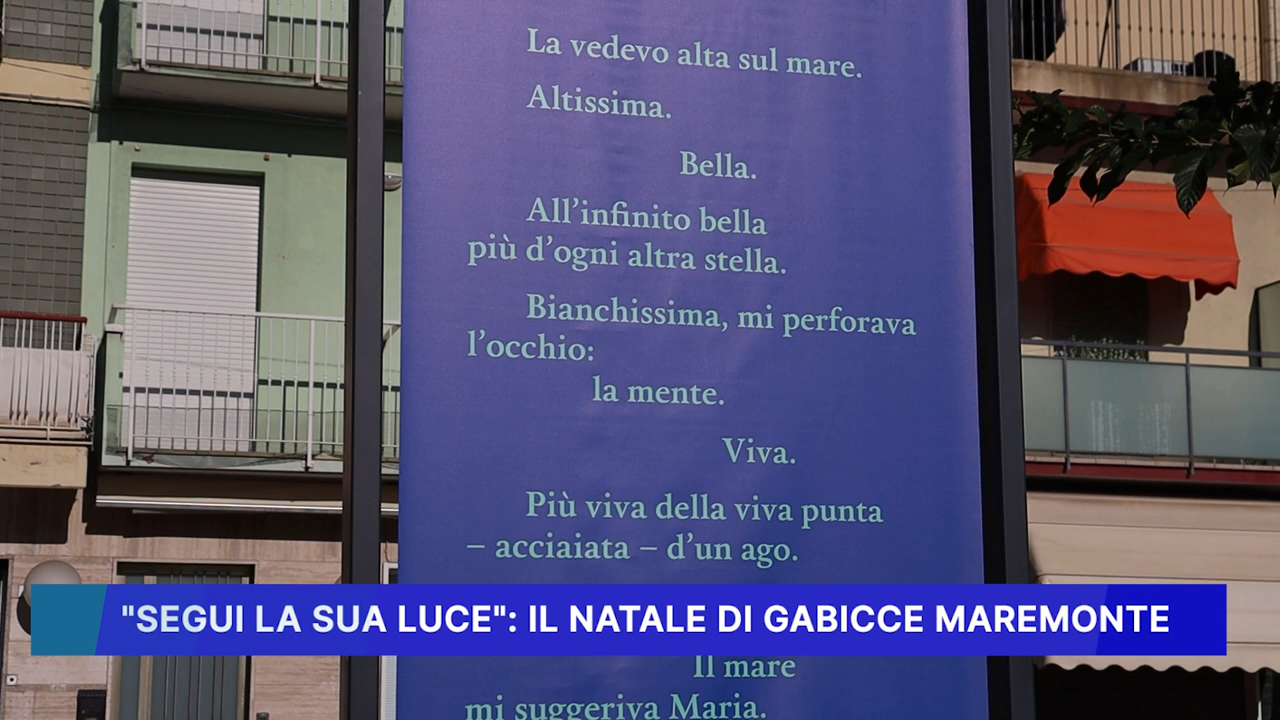 La vedevo alta sul mare.
Altissima.
Bella.
All'infinito bella
più d'ogni altra stella.
Bianchissima, mi perforava
l'occhio:
la mente.
Viva.
Più viva della viva punta
– acciaiata – d'un ago.
"SEGUI LA SUA LUCE": IL NATALE DI GABICCE MAREMONTE
Il mare
mi suggeriva Maria.